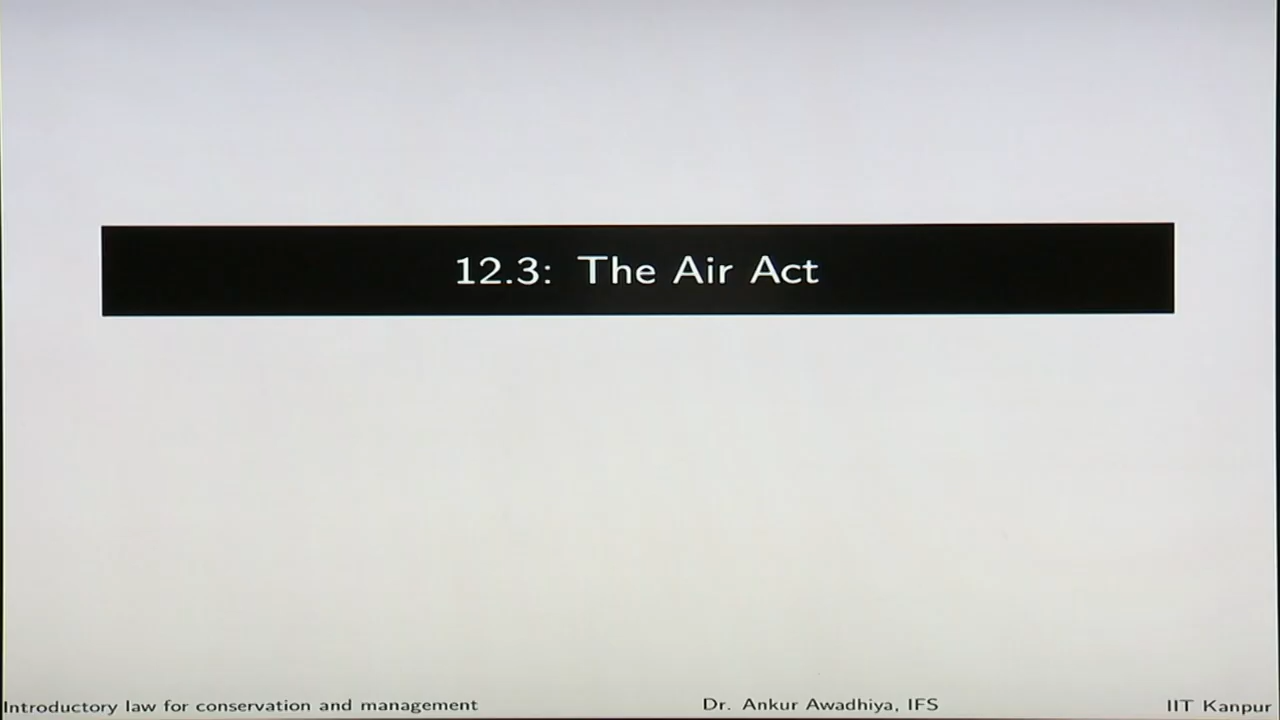 12.3: The Air Act
Introductory law for conservation and management
Dr. Ankur Awadhiya, IFS
IIT Kanpur